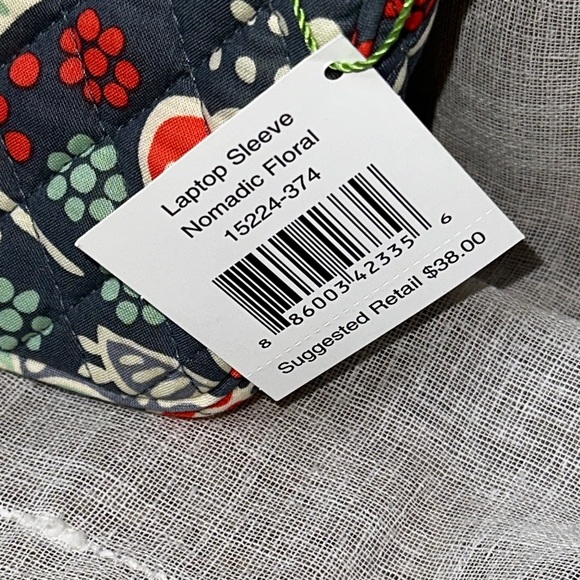 Laptop Sleeve
Nomadic Floral
15224-374
8 86003 42335 6
Suggested Retail $38.00